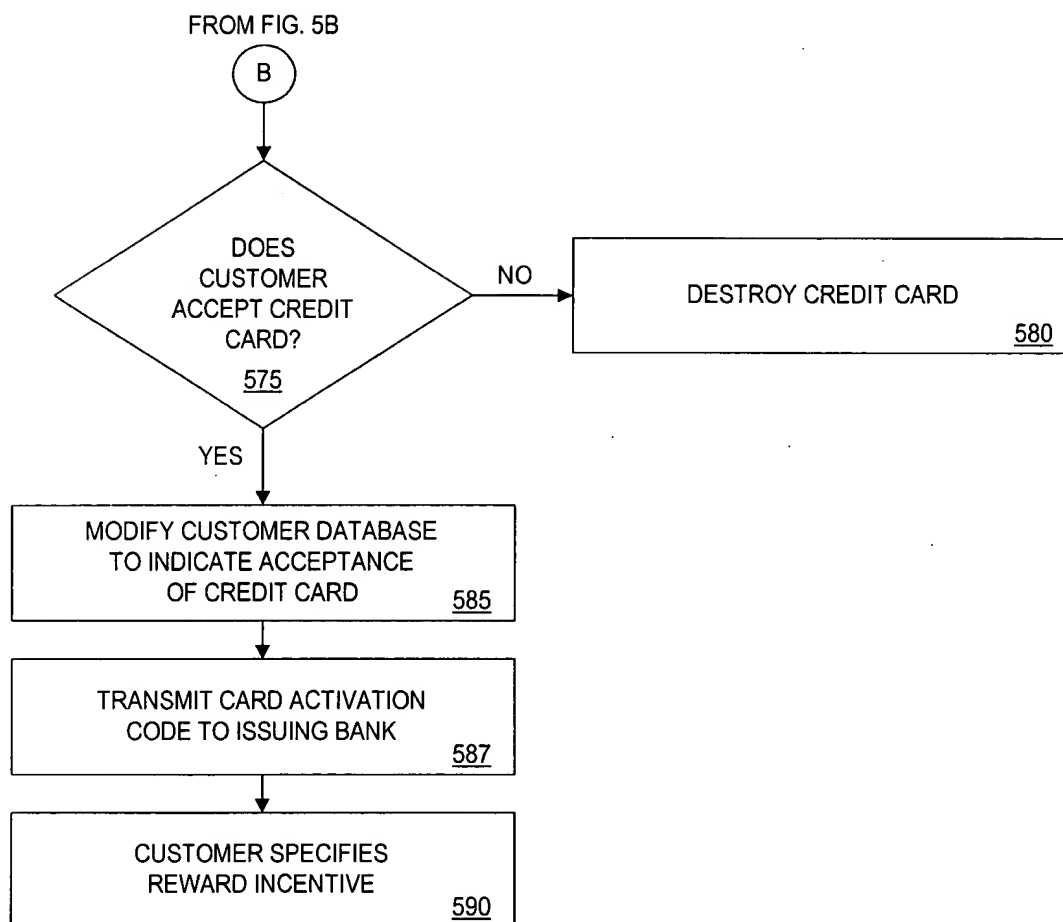 FROM FIG. 5B
B
DOES
CUSTOMER
ACCEPT CREDIT
CARD?
575
NO
DESTROY CREDIT CARD
580
YES
MODIFY CUSTOMER DATABASE
TO INDICATE ACCEPTANCE
OF CREDIT CARD
585
TRANSMIT CARD ACTIVATION
CODE TO ISSUING BANK
587
CUSTOMER SPECIFIES
REWARD INCENTIVE
590